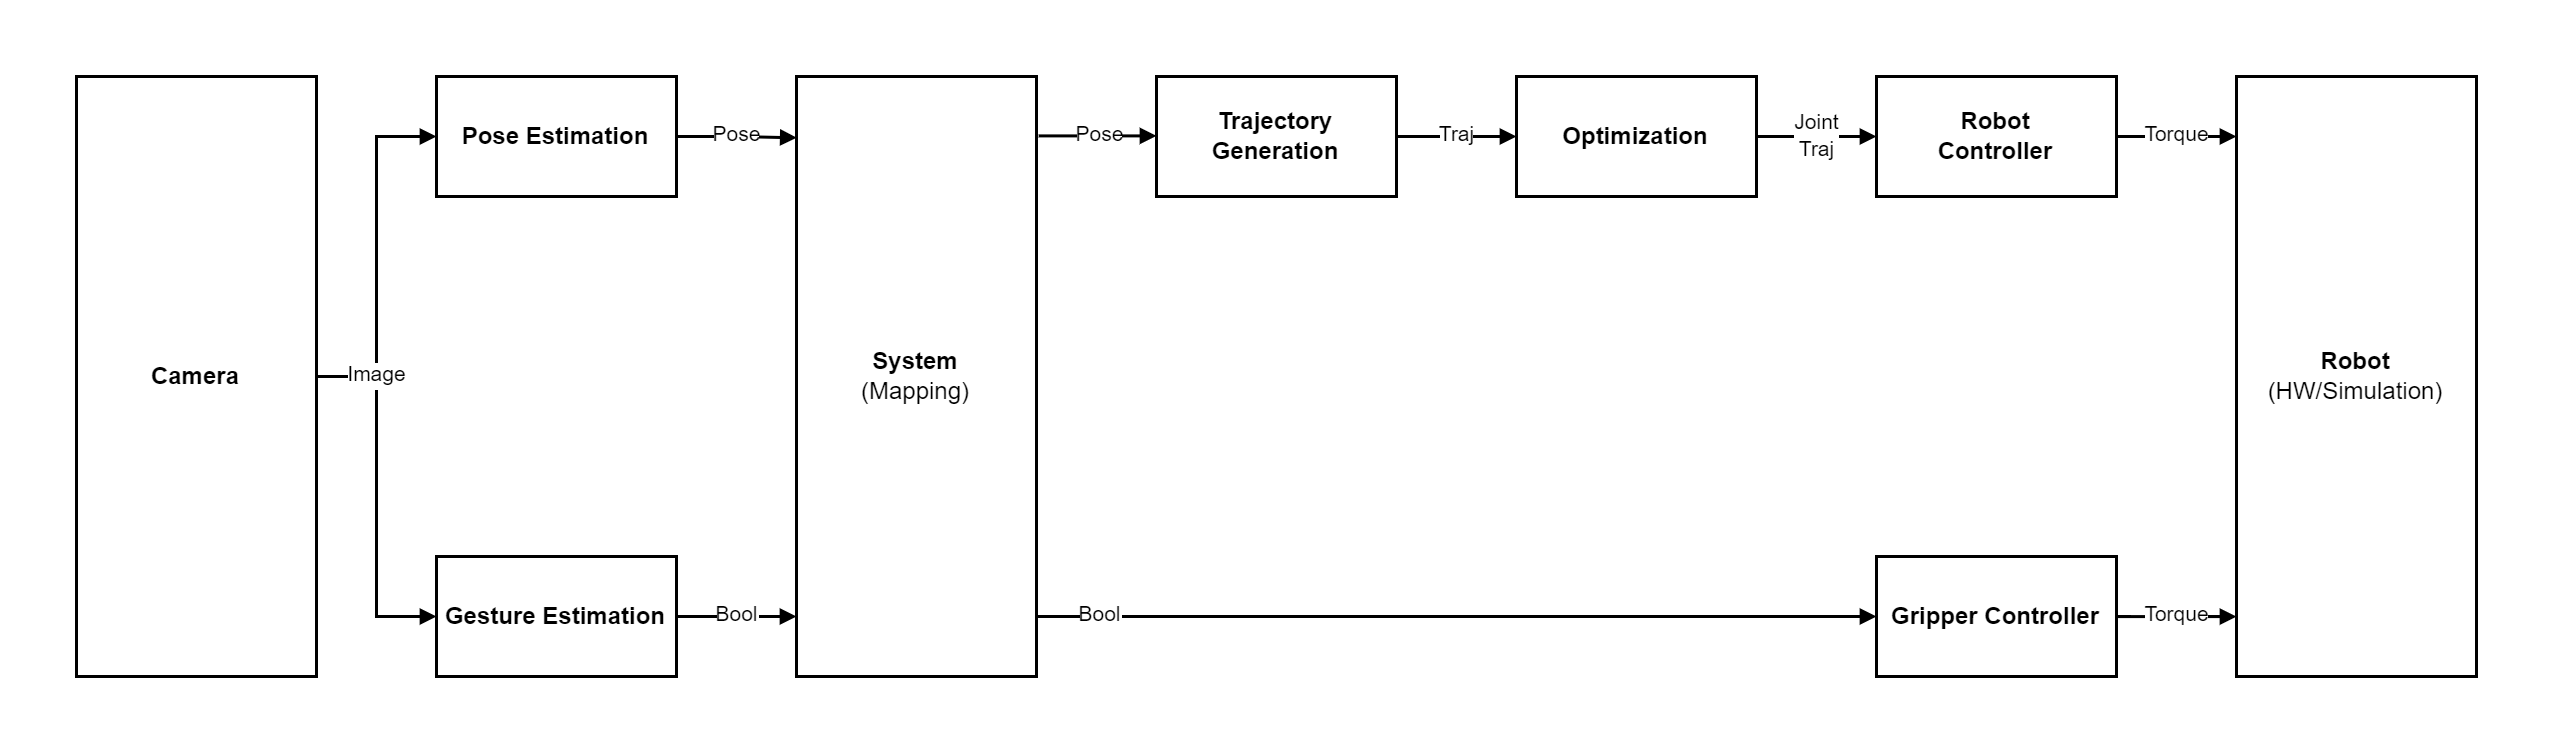 Camera
Image
Pose Estimation
Pose
Gesture Estimation
Bool
System
(Mapping)
Pose
Trajectory
Generation
Traj
Optimization
Joint
Traj
Robot
Controller
Torque
Bool
Gripper Controller
Torque
Robot
(HW/Simulation)